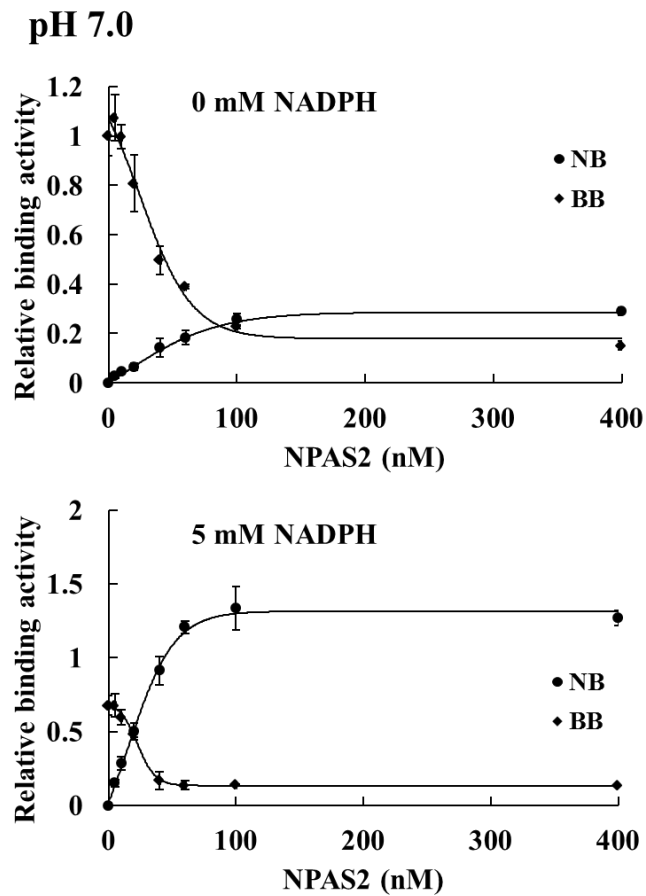 pH 7.0
0 mM NADPH
Relative binding activity
1.2
1
0.8
0.6
0.4
0.2
0
NB
BB
0 100 200 300 400
NPAS2 (nM)
5 mM NADPH
Relative binding activity
2
1.5
1
0.5
0
NB
BB
0 100 200 300 400
NPAS2 (nM)